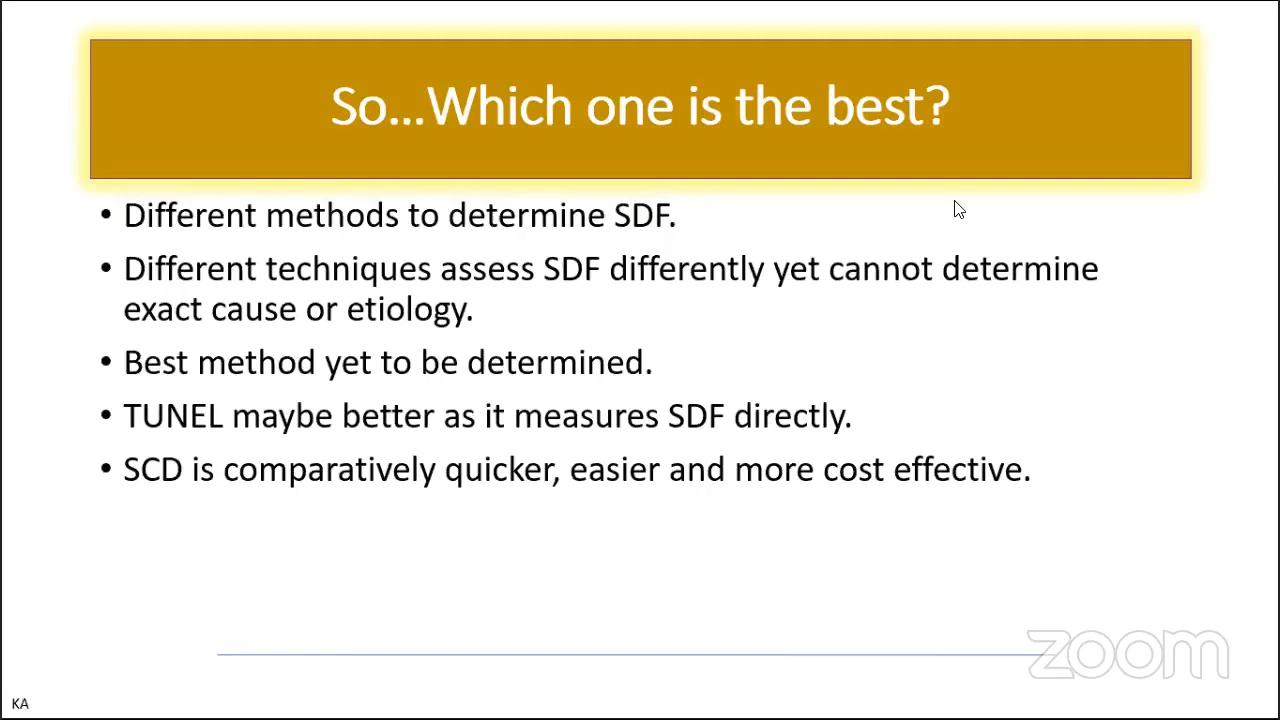 So...Which one is the best?
• Different methods to determine SDF.
• Different techniques assess SDF differently yet cannot determine
exact cause or etiology.
• Best method yet to be determined.
• TUNEL maybe better as it measures SDF directly.
• SCD is comparatively quicker, easier and more cost effective.
zoom
KA